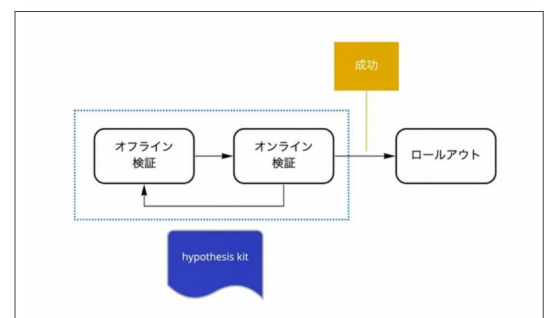 成功
オフライン
検証
オンライン
検証
ロールアウト
hypothesis kit